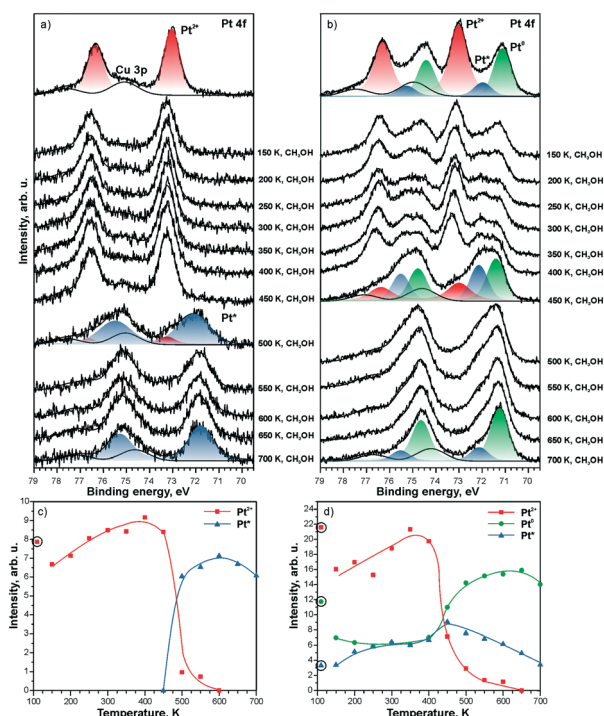 a)
Pt 4f
Pt²⁺
Cu 3p
150 K, CH₃OH
200 K, CH₃OH
250 K, CH₃OH
300 K, CH₃OH
350 K, CH₃OH
400 K, CH₃OH
450 K, CH₃OH
Pt*
500 K, CH₃OH
550 K, CH₃OH
600 K, CH₃OH
650 K, CH₃OH
700 K, CH₃OH
Intensity, arb. u.
79 78 77 76 75 74 73 72 71 70
Binding energy, eV
b)
Pt 4f
Pt²⁺
Pt*
Pt⁰
150 K, CH₃OH
200 K, CH₃OH
250 K, CH₃OH
300 K, CH₃OH
350 K, CH₃OH
400 K, CH₃OH
450 K, CH₃OH
500 K, CH₃OH
550 K, CH₃OH
600 K, CH₃OH
650 K, CH₃OH
700 K, CH₃OH
Intensity, arb. u.
79 78 77 76 75 74 73 72 71 70
Binding energy, eV
c)
Pt²⁺
Pt*
Intensity, arb. u.
10
9
8
7
6
5
4
3
2
1
0
100 200 300 400 500 600 700
Temperature, K
d)
Pt²⁺
Pt⁰
Pt*
Intensity, arb. u.
24
22
20
18
16
14
12
10
8
6
4
2
0
100 200 300 400 500 600 700
Temperature, K